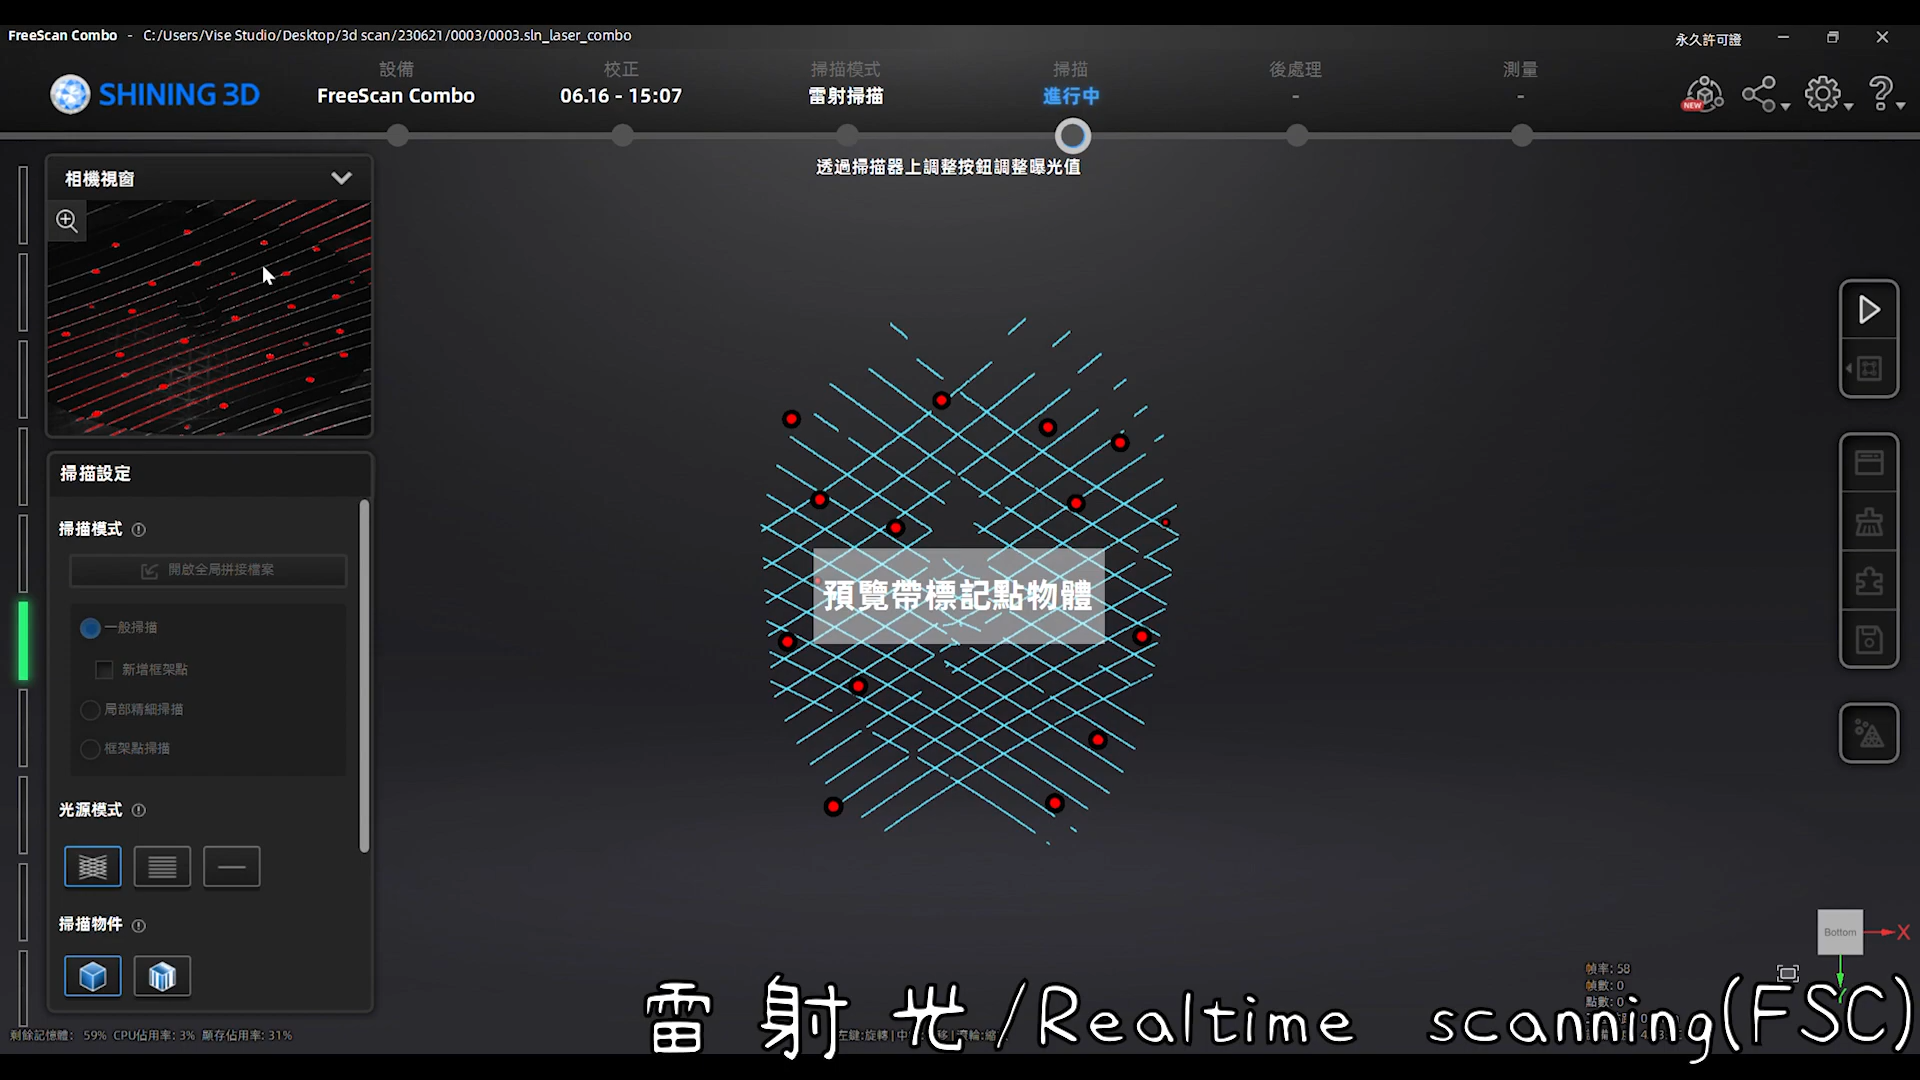 FreeScan Combo - C:/Users/Vise Studio/Desktop/3d scan/230621/0003/0003.sln_laser_combo
永久許可證
SHINING 3D
設備
FreeScan Combo
校正
06.16 - 15:07
掃描模式
雷射掃描
掃描
進行中
後處理
-
測量
-
NEW
透過掃描器上調整按鈕調整曝光值
相機視窗
掃描設定
掃描模式
開啟全局拼接檔案
一般掃描
新增框架點
局部精細掃描
框架點掃描
光源模式
掃描物件
預覽帶標記點物體
Bottom
X
幀率: 58
幀數: 0
點數: 0
剩餘記憶體: 59% CPU佔用率: 3% 顯存佔用率: 31%
左鍵:旋轉
雷射光/Realtime scanning(FSC)